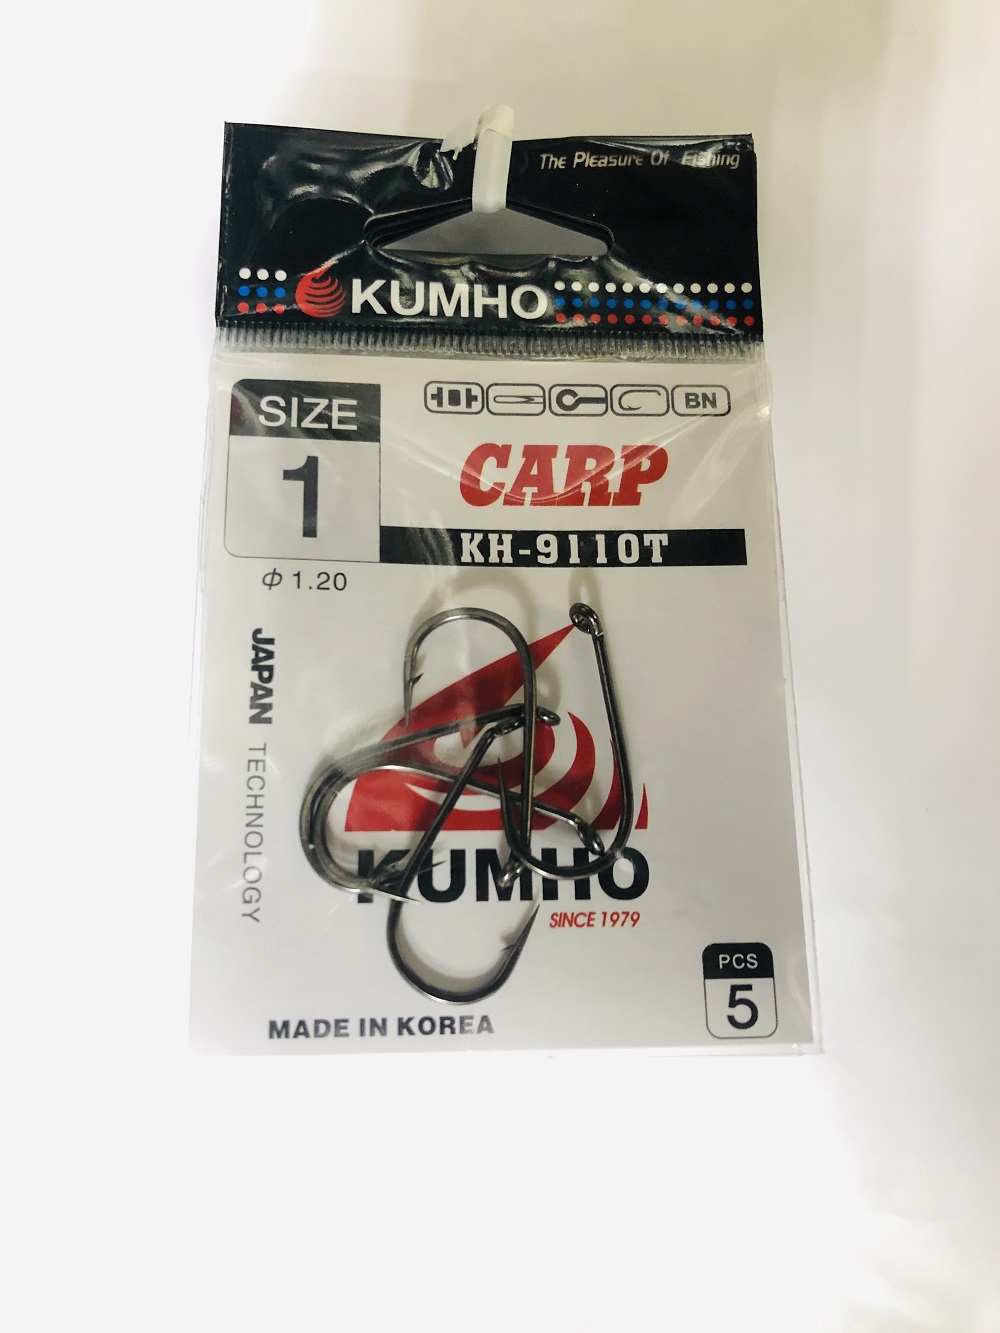 The Pleasure Of Fishing
KUMHO
SIZE
1
BN
CARP
KH-9110T
φ 1.20
JAPAN TECHNOLOGY
KUMHO
SINCE 1979
PCS
5
MADE IN KOREA